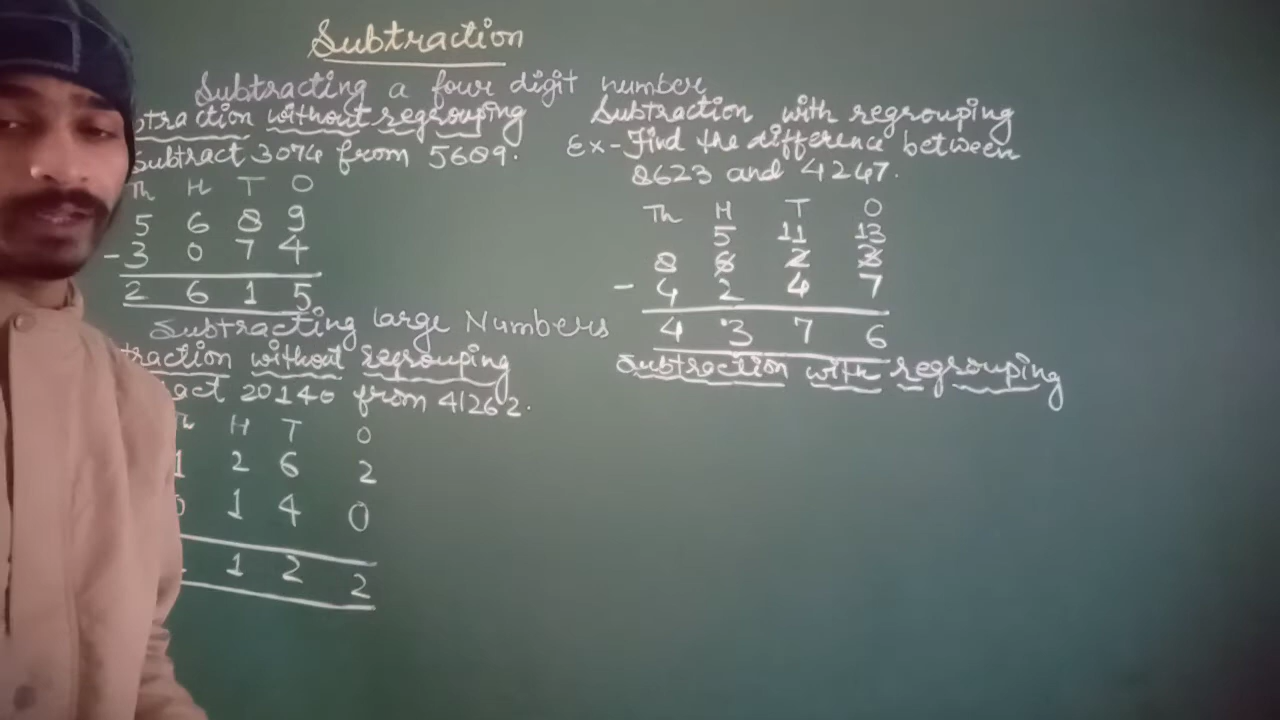 Subtraction
Subtracting a four digit number
btraction without regrouping
Subtract 3074 from 5689.
Th H T O
5 6 8 9
- 3 0 7 4
2 6 1 5
Subtracting large Numbers
traction without regrouping
act 20140 from 41262.
H T O
1 2 6 2
0 1 4 0
1 2 2
Subtraction with regrouping
Ex-Find the difference between
8623 and 4247.
Th H T O
5 11 13
8 6 2 3
- 4 2 4 7
4 3 7 6
Subtraction with regrouping